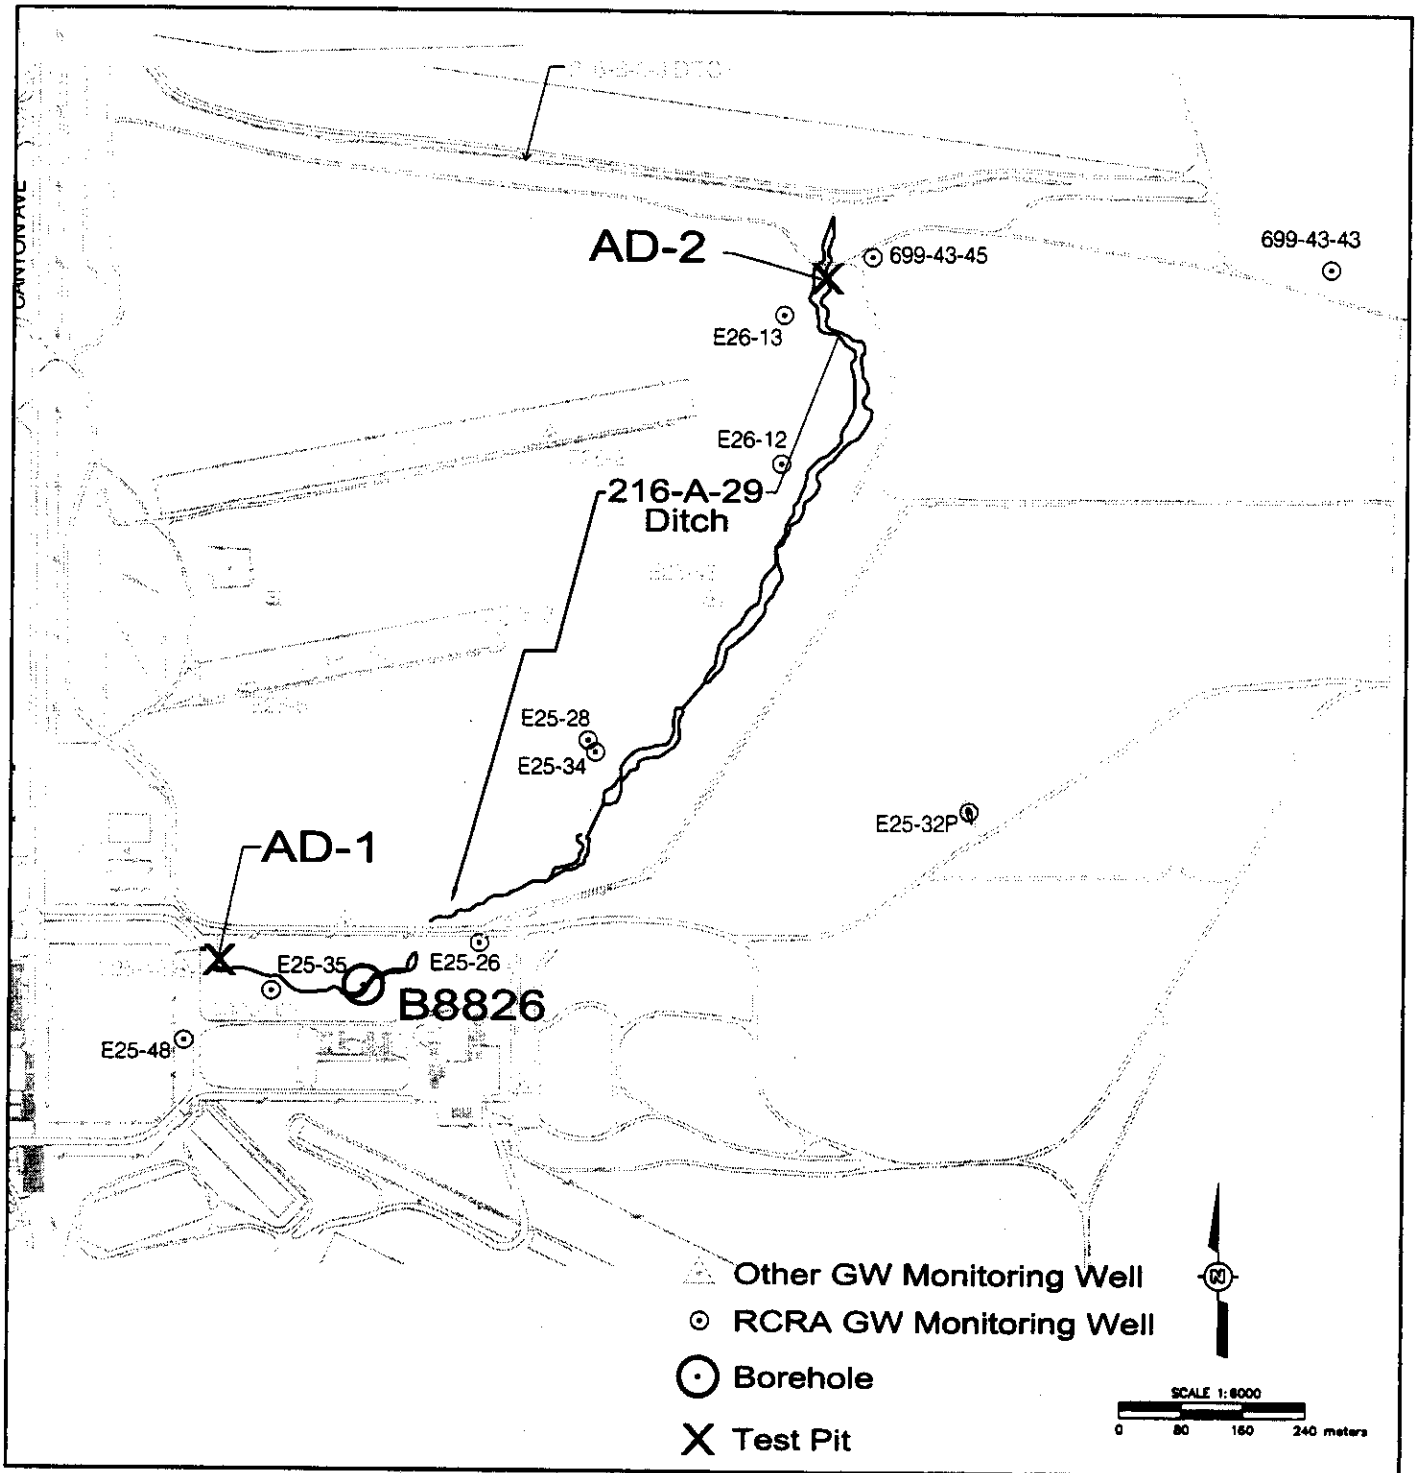 CANYON AVE
AD-2
699-43-45
699-43-43
E26-13
E26-12
216-A-29
Ditch
E25-28
E25-34
E25-32P
AD-1
E25-35
E25-26
B8826
E25-48
Other GW Monitoring Well
RCRA GW Monitoring Well
Borehole
Test Pit
N
SCALE 1:6000
0 80 160 240 meters